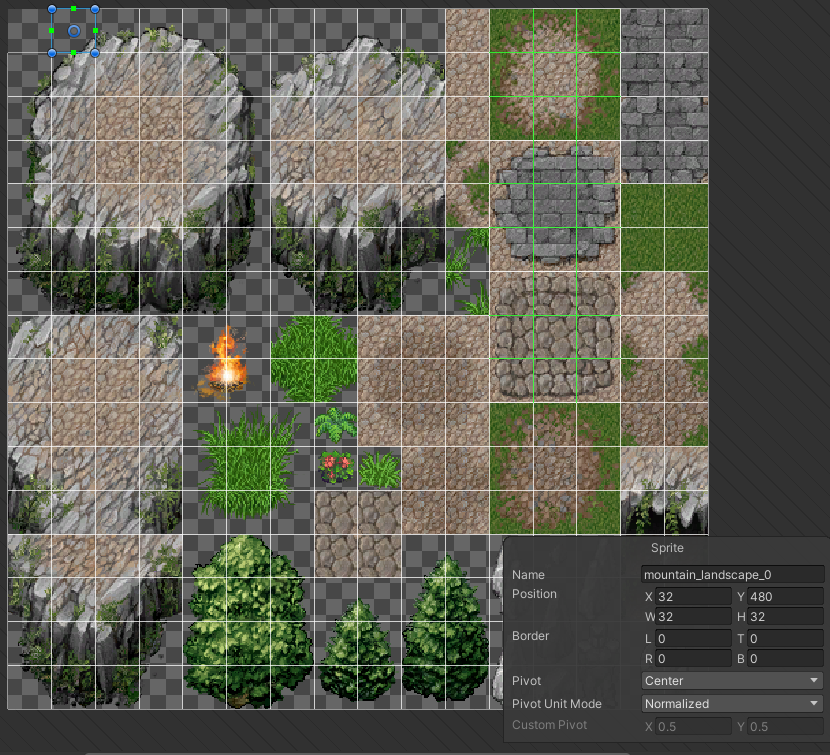 Sprite
Name mountain_landscape_0
Position X 32 Y 480
W 32 H 32
Border L 0 T 0
R 0 B 0
Pivot Center
Pivot Unit Mode Normalized
Custom Pivot X 0.5 Y 0.5